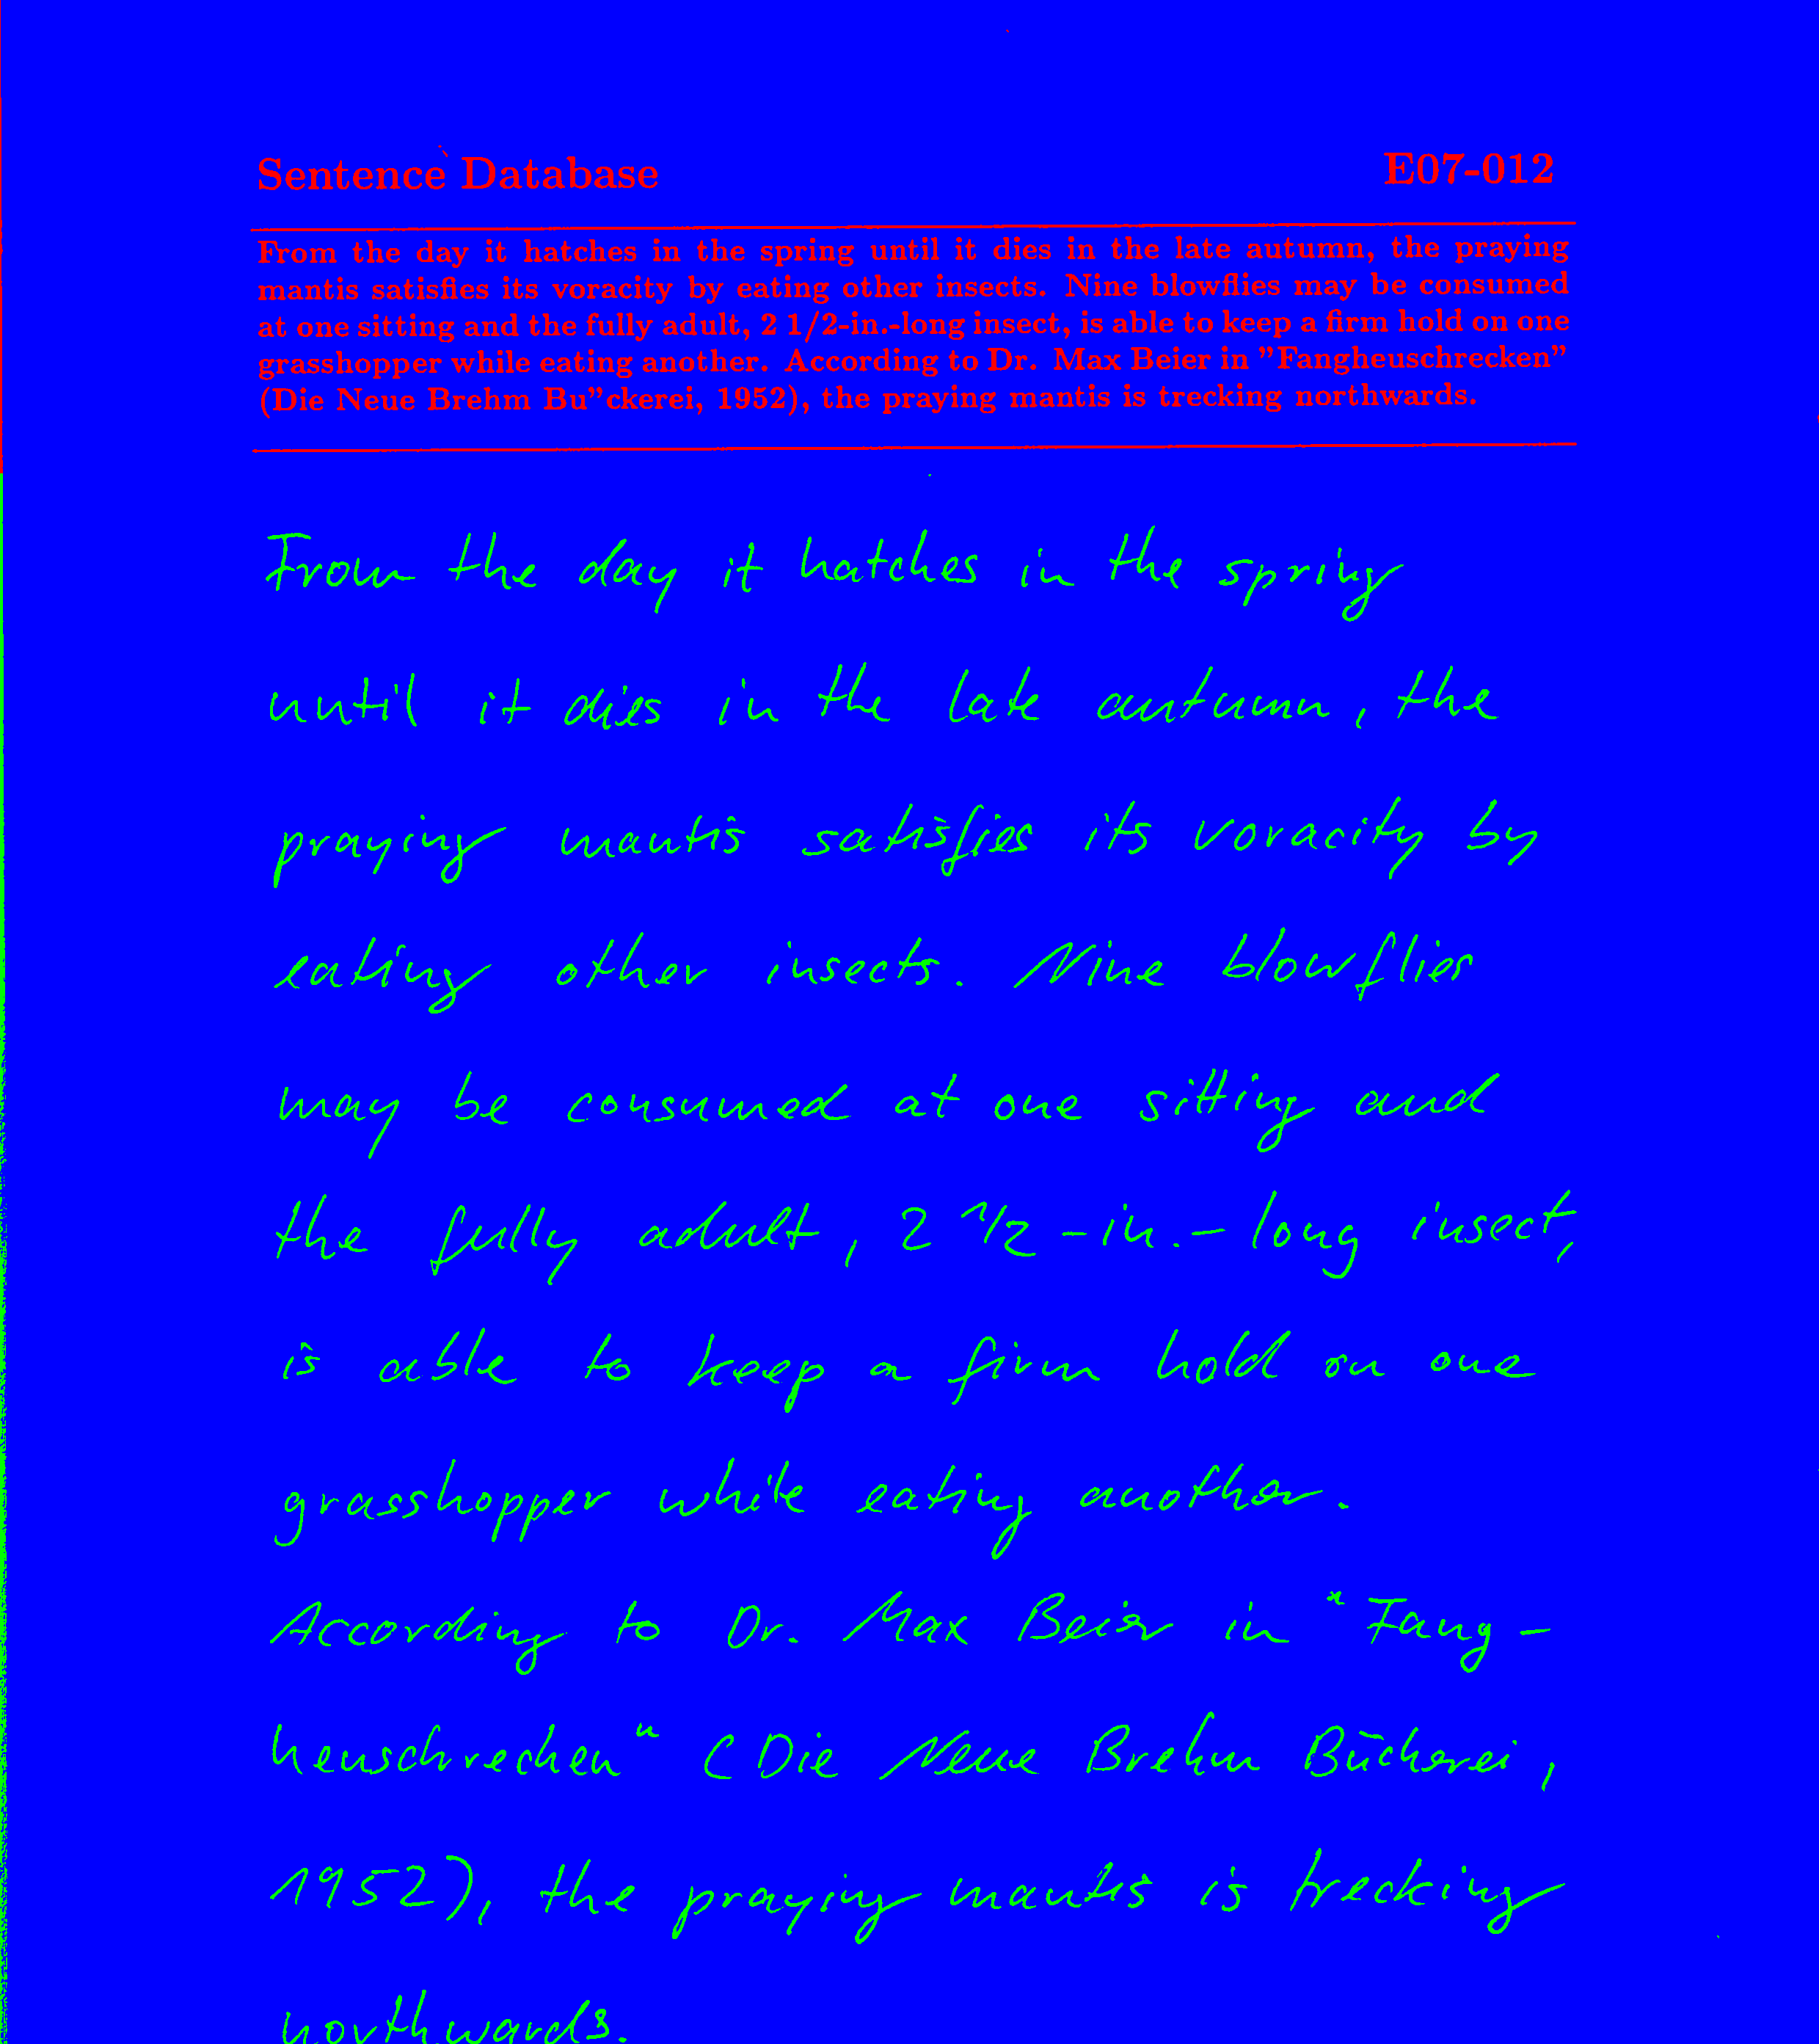 Sentence Database E07-012
From the day it hatches in the spring until it dies in the late autumn, the praying
mantis satisfies its voracity by eating other insects. Nine blowflies may be consumed
at one sitting and the fully adult, 2 1/2-in.-long insect, is able to keep a firm hold on one
grasshopper while eating another. According to Dr. Max Beier in "Fangheuschrecken"
(Die Neue Brehm Bu"ckerei, 1952), the praying mantis is trecking northwards.
From the day it hatches in the spring
until it dies in the late autumn, the
praying mantis satisfies its voracity by
eating other insects. Nine blowflies
may be consumed at one sitting and
the fully adult, 2 1/2-in.-long insect,
is able to keep a firm hold on one
grasshopper while eating another.
According to Dr. Max Beier in "Fang-
heuschrecken" (Die Neue Brehm Bücherei,
1952), the praying mantis is trecking
northwards.